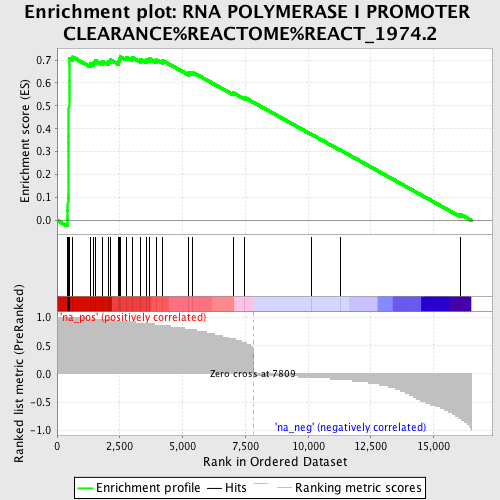 Enrichment plot: RNA POLYMERASE I PROMOTER
CLEARANCE%REACTOME%REACT_1974.2
Enrichment score (ES)
0.7
0.6
0.5
0.4
0.3
0.2
0.1
0.0
Ranked list metric (PreRanked)
1.0
0.5
0.0
-0.5
-1.0
'na_pos' (positively correlated)
Zero cross at 7809
'na_neg' (negatively correlated)
0
2,500
5,000
7,500
10,000
12,500
15,000
Rank in Ordered Dataset
Enrichment profile
Hits
Ranking metric scores